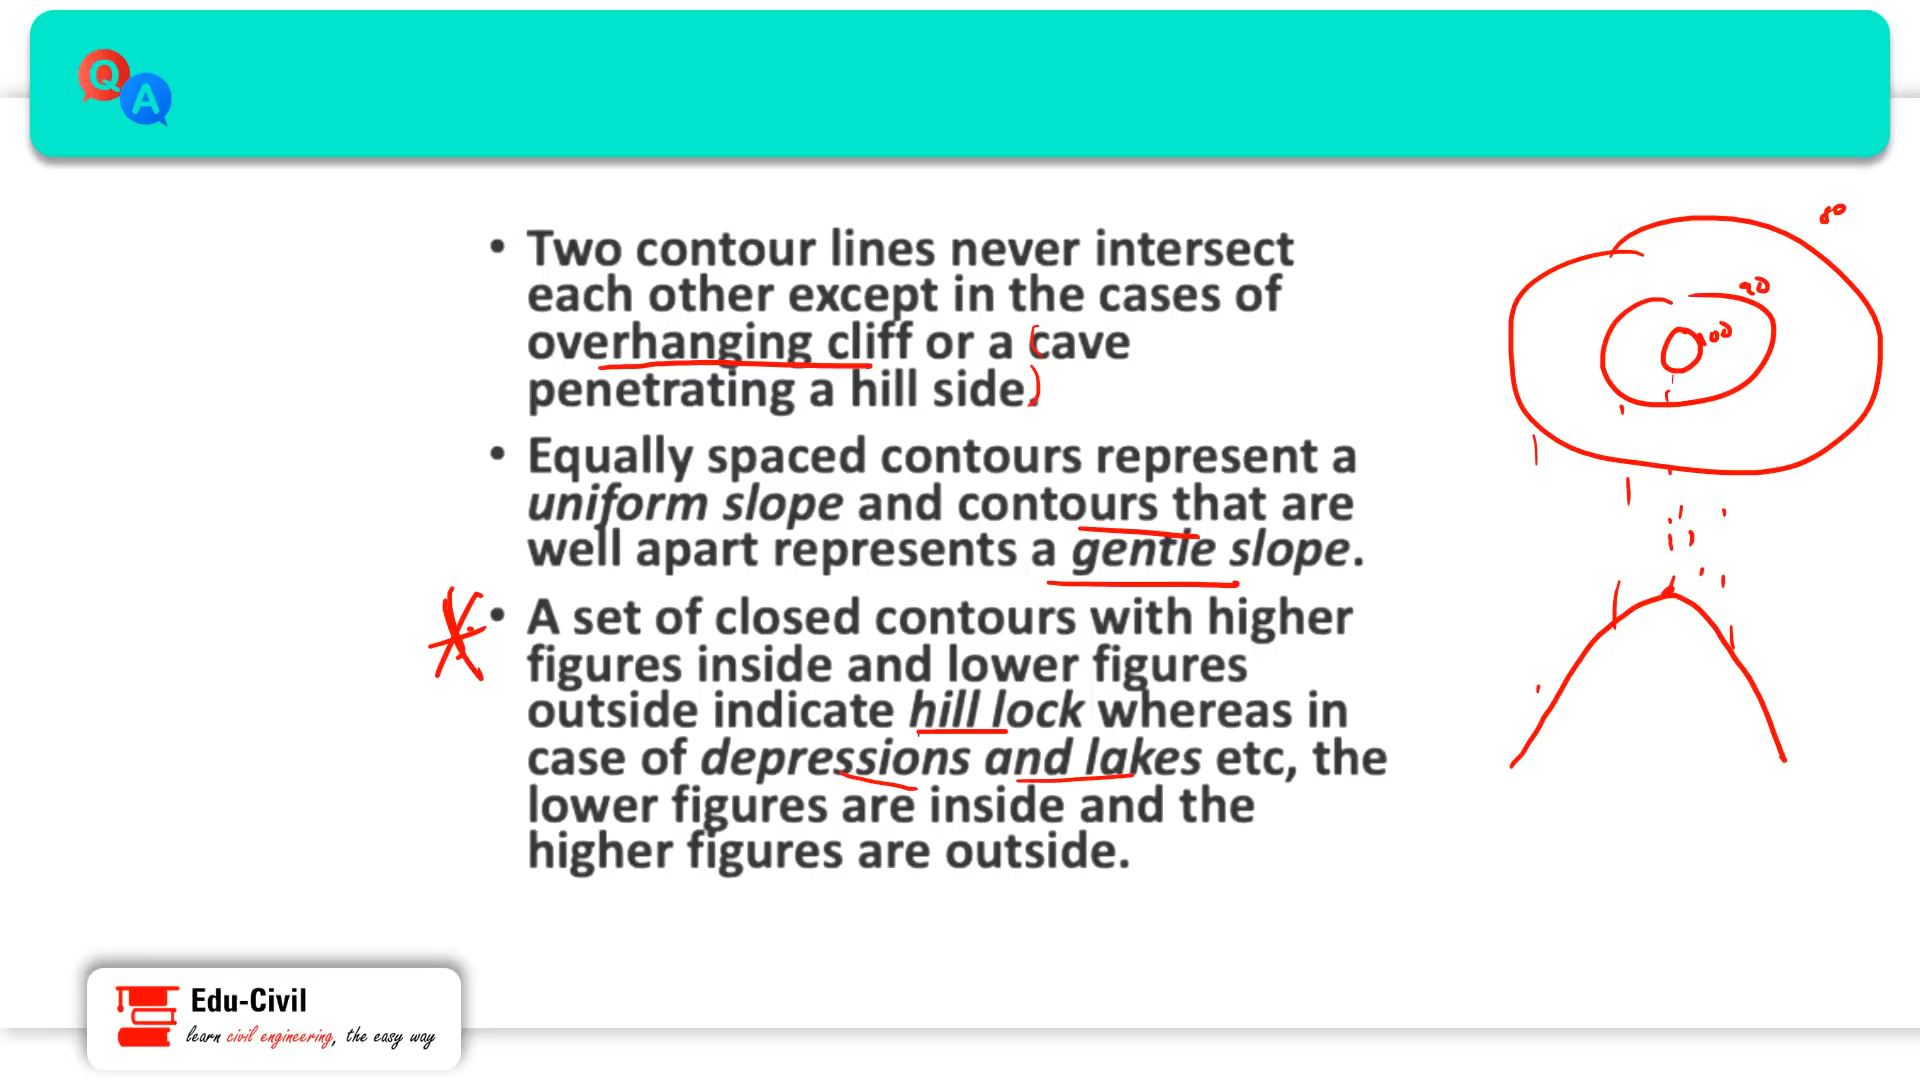 Q
A
• Two contour lines never intersect
each other except in the cases of
overhanging cliff or a cave
penetrating a hill side.
• Equally spaced contours represent a
uniform slope and contours that are
well apart represents a gentle slope.
• A set of closed contours with higher
figures inside and lower figures
outside indicate hill lock whereas in
case of depressions and lakes etc, the
lower figures are inside and the
higher figures are outside.
80
90
100
Edu-Civil
learn civil engineering, the easy way